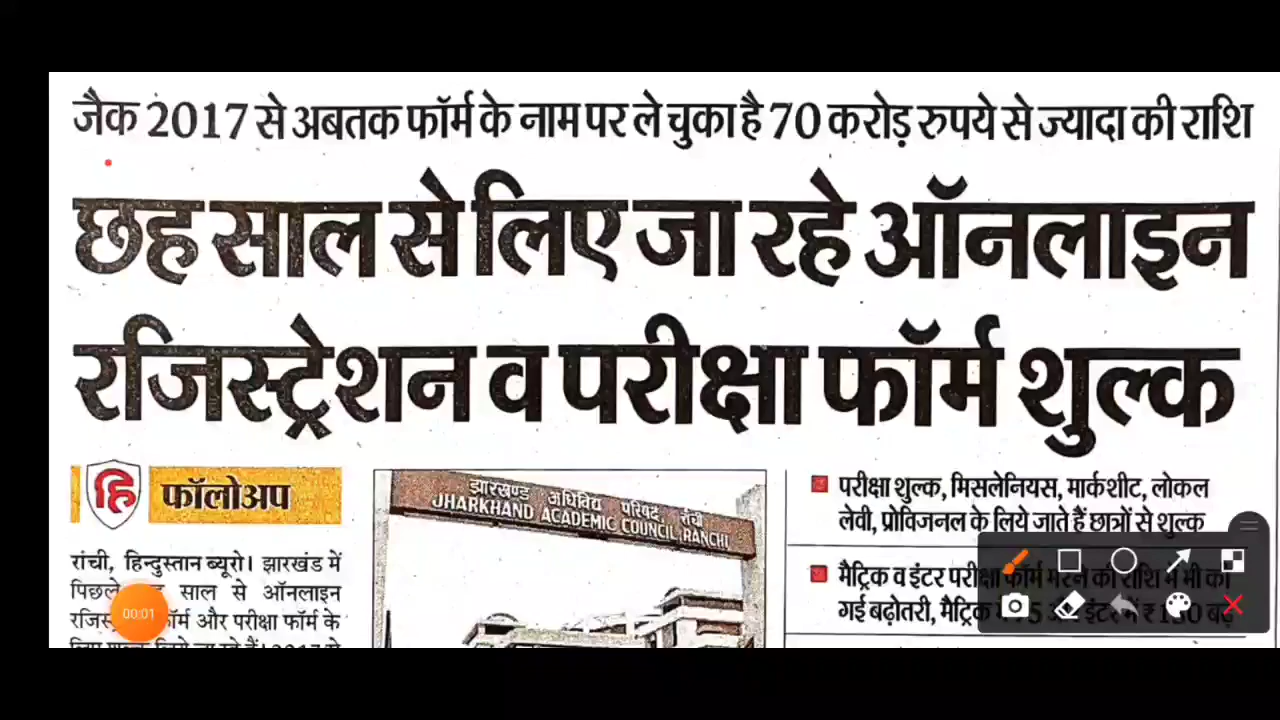 जैक 2017 से अबतक फॉर्म के नाम पर ले चुका है 70 करोड़ रुपये से ज्यादा की राशि
छह साल से लिए जा रहे ऑनलाइन
रजिस्ट्रेशन व परीक्षा फॉर्म शुल्क
हि
फॉलोअप
झारखण्ड अधिविद्य परिषद, राँची
JHARKHAND ACADEMIC COUNCIL, RANCHI
रांची, हिन्दुस्तान ब्यूरो। झारखंड में
पिछले साल से ऑनलाइन
फॉर्म और परीक्षा फॉर्म के
परीक्षा शुल्क, मिसलेनियस, मार्कशीट, लोकल
लेवी, प्रोविजनल के लिये जाते हैं छात्रों से शुल्क
मैट्रिक व इंटर परीक्षा फॉर्म भरने की राशि में भी की
गई बढ़ोतरी, मैट्रिक
00:01